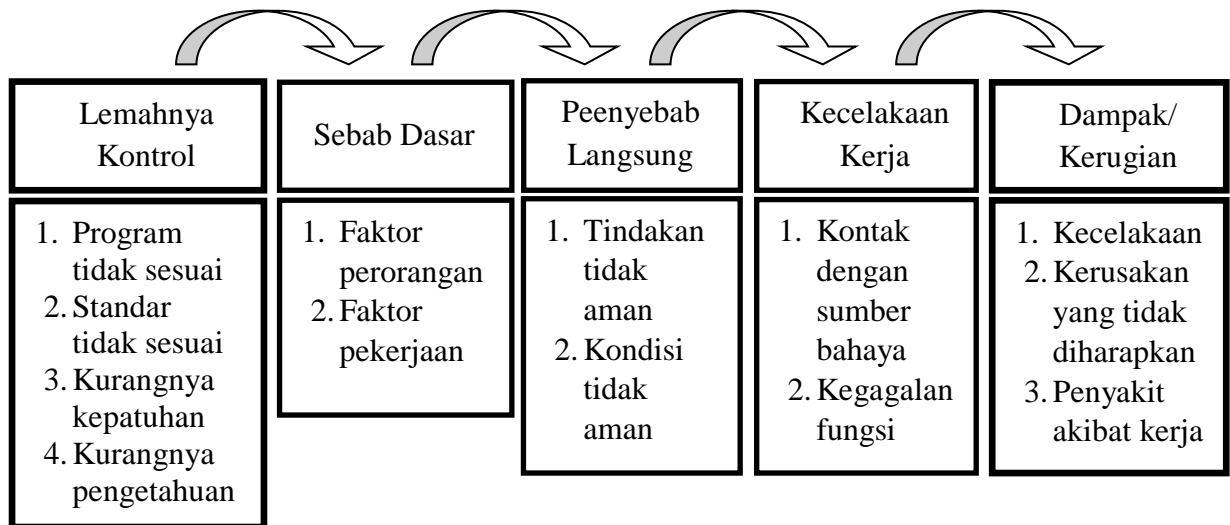 Lemahnya
Kontrol
Sebab Dasar
Peenyebab
Langsung
Kecelakaan
Kerja
Dampak/
Kerugian
1. Program
tidak sesuai
2. Standar
tidak sesuai
3. Kurangnya
kepatuhan
4. Kurangnya
pengetahuan
1. Faktor
perorangan
2. Faktor
pekerjaan
1. Tindakan
tidak
aman
2. Kondisi
tidak
aman
1. Kontak
dengan
sumber
bahaya
2. Kegagalan
fungsi
1. Kecelakaan
2. Kerusakan
yang tidak
diharapkan
3. Penyakit
akibat kerja